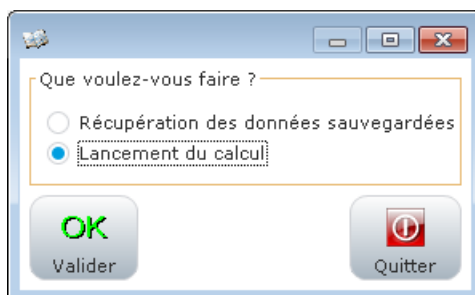 Que voulez-vous faire ?
Récupération des données sauvegardées
Lancement du calcul
OK
Valider
Quitter